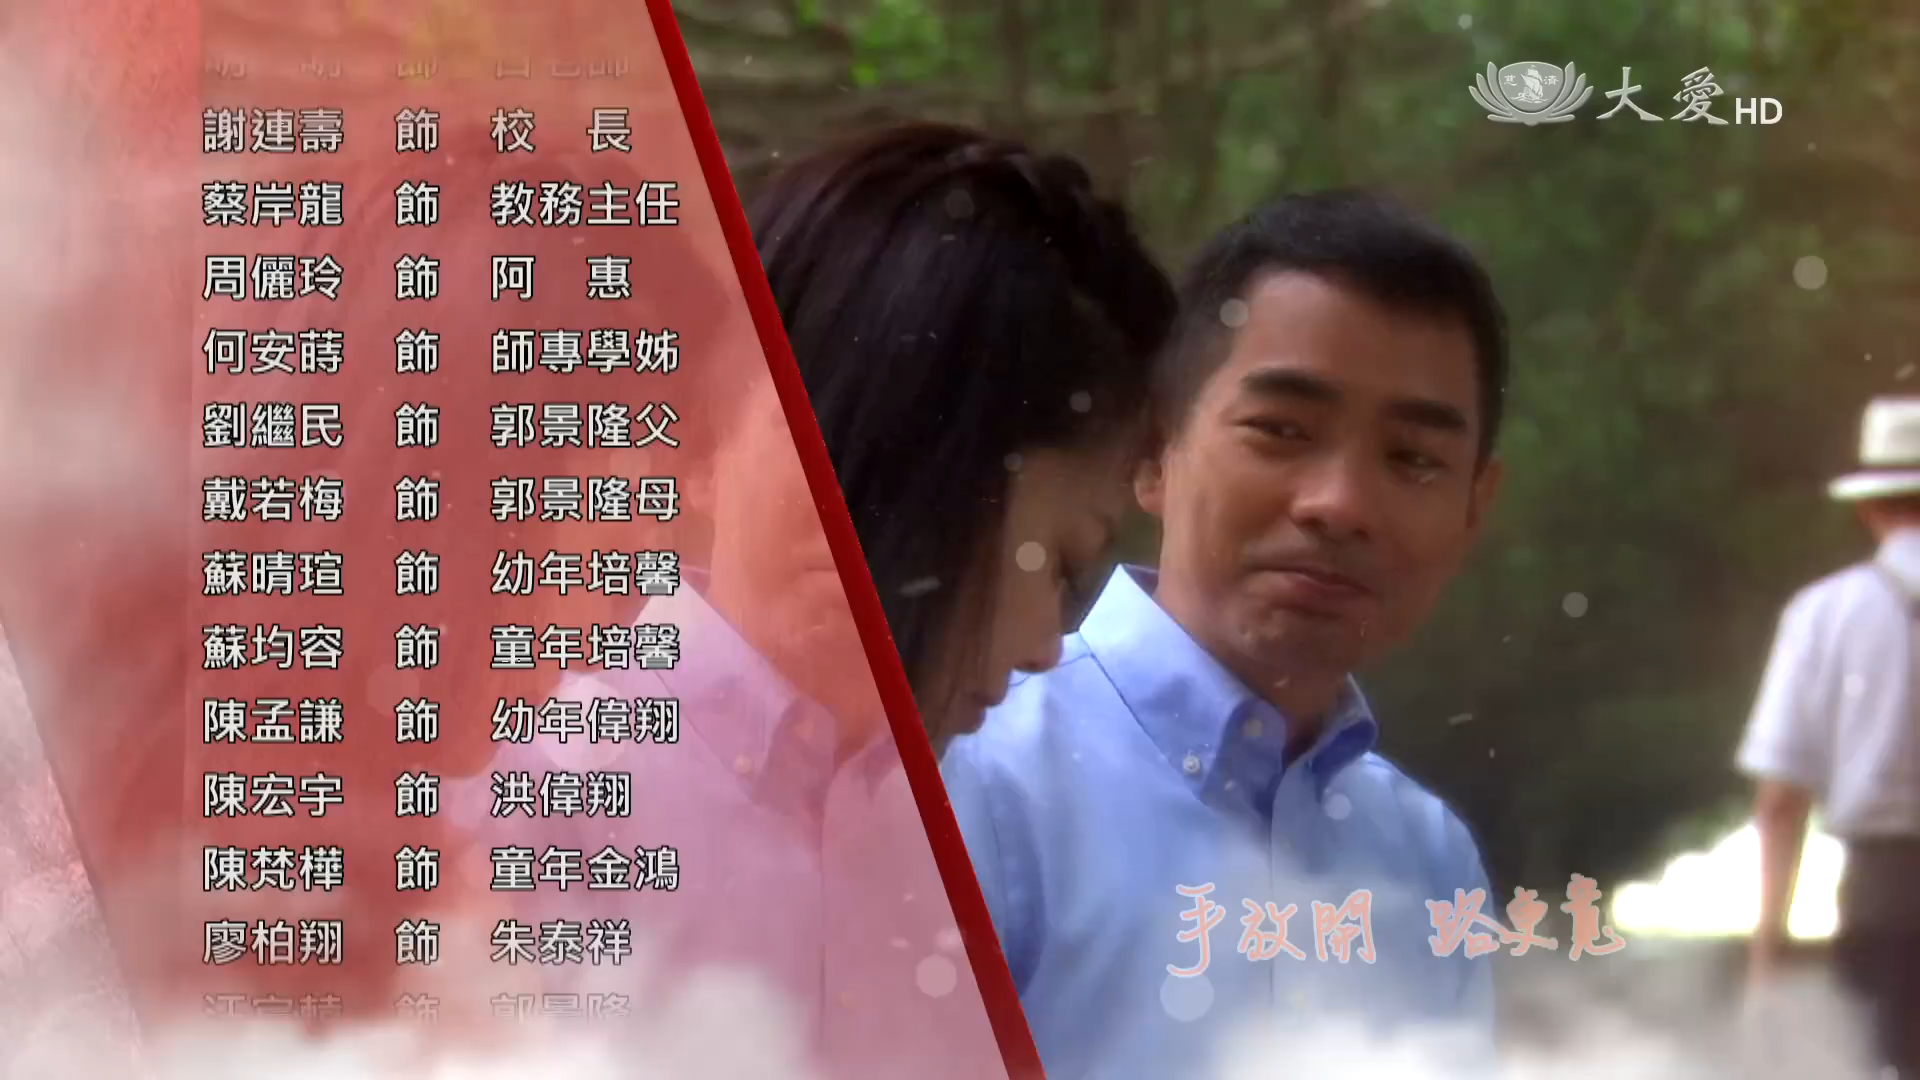 大愛HD
謝連壽 飾 校 長
蔡岸龍 飾 教務主任
周儷玲 飾 阿 惠
何安蒔 飾 師專學姊
劉繼民 飾 郭景隆父
戴若梅 飾 郭景隆母
蘇晴瑄 飾 幼年培馨
蘇均容 飾 童年培馨
陳孟謙 飾 幼年偉翔
陳宏宇 飾 洪偉翔
陳梵樺 飾 童年金鴻
廖柏翔 飾 朱泰祥
飾 郭景隆
手放開 路更寬